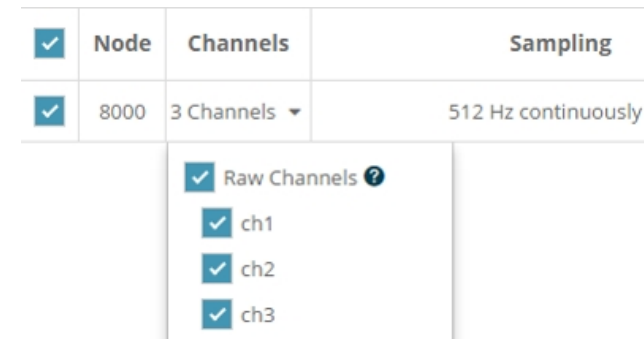 Node Channels Sampling
8000 3 Channels 512 Hz continuously
Raw Channels ?
ch1
ch2
ch3